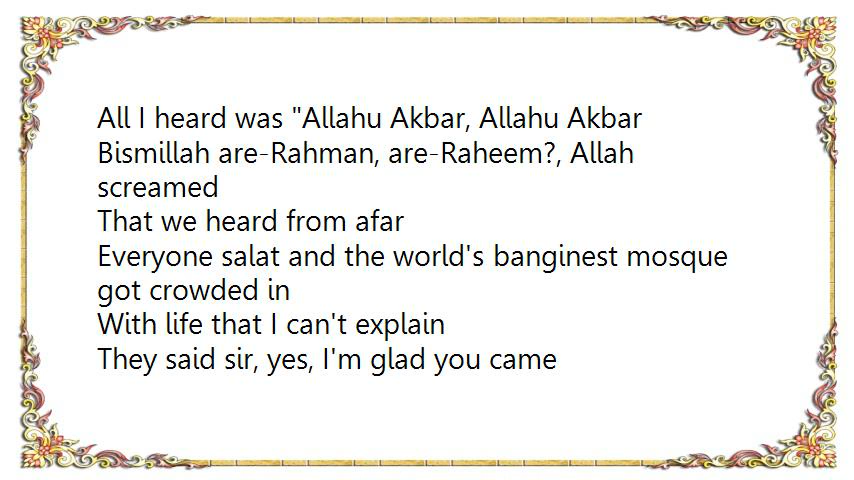 All I heard was "Allahu Akbar, Allahu Akbar
Bismillah are-Rahman, are-Raheem?, Allah
screamed
That we heard from afar
Everyone salat and the world's banginest mosque
got crowded in
With life that I can't explain
They said sir, yes, I'm glad you came